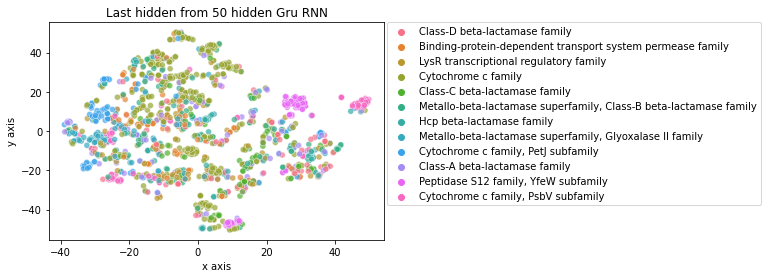 Last hidden from 50 hidden Gru RNN
y axis
40
20
0
−20
−40
−40
−20
0
20
40
x axis
Class-D beta-lactamase family
Binding-protein-dependent transport system permease family
LysR transcriptional regulatory family
Cytochrome c family
Class-C beta-lactamase family
Metallo-beta-lactamase superfamily, Class-B beta-lactamase family
Hcp beta-lactamase family
Metallo-beta-lactamase superfamily, Glyoxalase II family
Cytochrome c family, PetJ subfamily
Class-A beta-lactamase family
Peptidase S12 family, YfeW subfamily
Cytochrome c family, PsbV subfamily